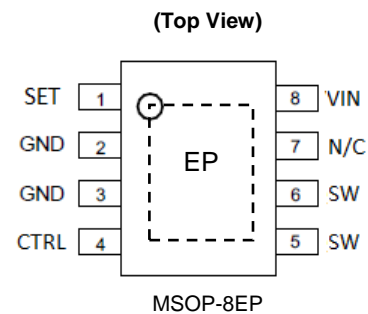 (Top View)
SET 1 8 VIN
GND 2 7 N/C
EP
GND 3 6 SW
CTRL 4 5 SW
MSOP-8EP